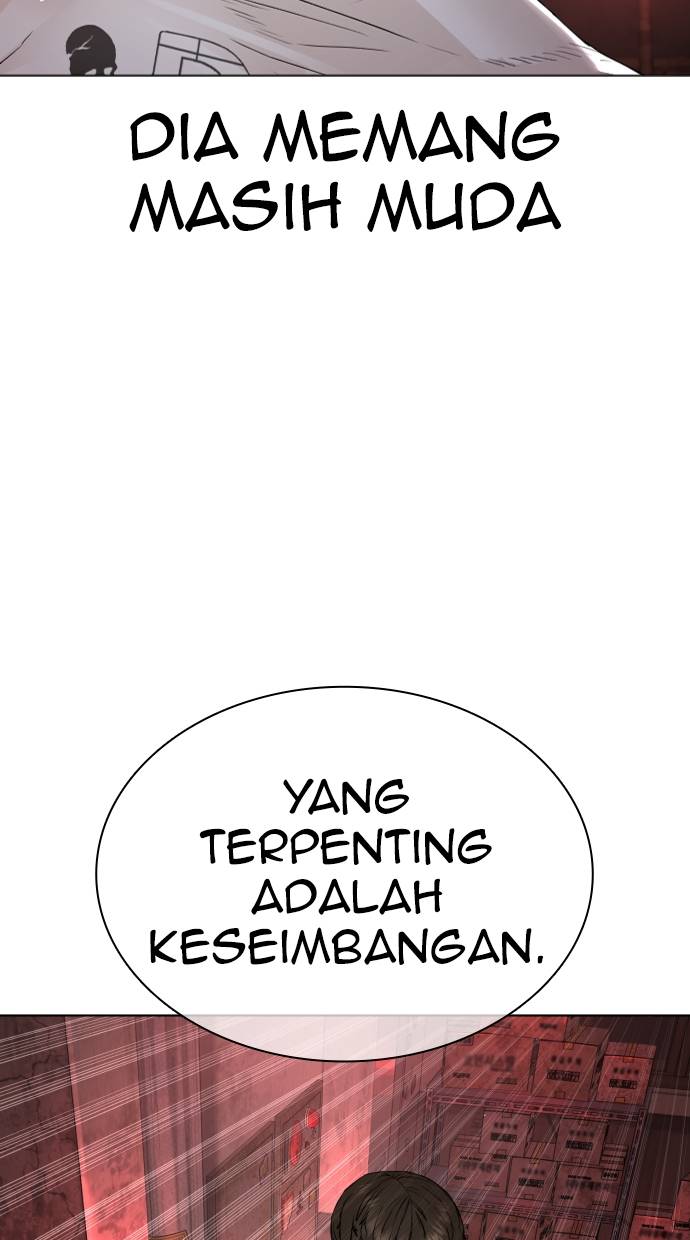 DIA MEMANG
MASIH MUDA
YANG
TERPENTING
ADALAH
KESEIMBANGAN.